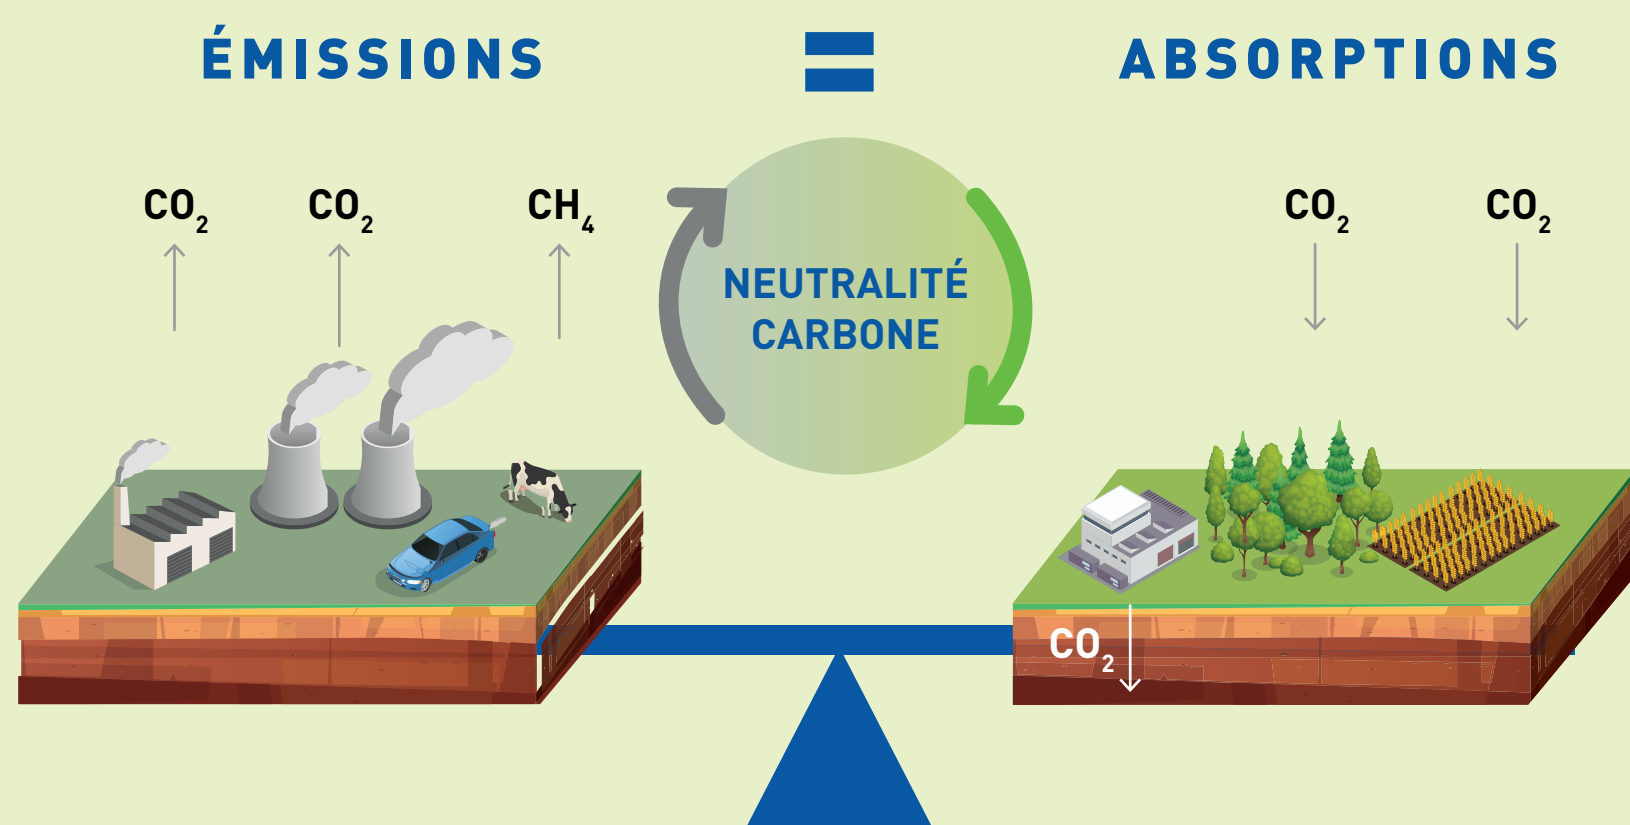 ÉMISSIONS = ABSORPTIONS
CO₂ CO₂ CH₄ CO₂ CO₂
NEUTRALITÉ
CARBONE
CO₂